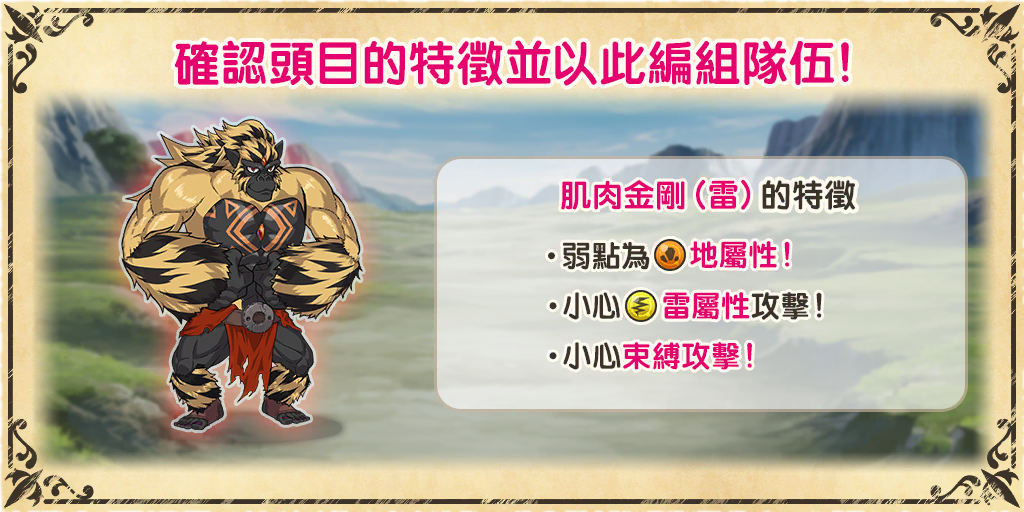 確認頭目的特徵並以此編組隊伍!
肌肉金剛(雷)的特徵
・弱點為地屬性!
・小心雷屬性攻擊!
・小心束縛攻擊!